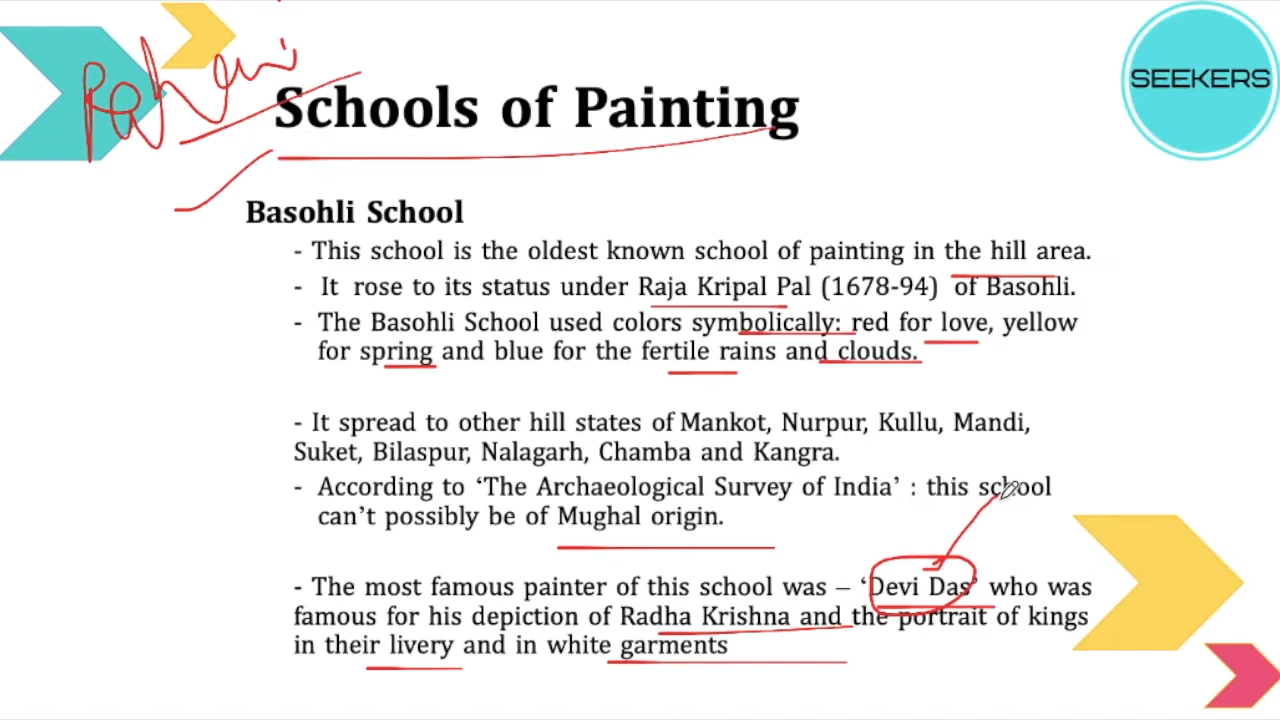 Pahari
SEEKERS
Schools of Painting
Basohli School
- This school is the oldest known school of painting in the hill area.
- It rose to its status under Raja Kripal Pal (1678-94) of Basohli.
- The Basohli School used colors symbolically: red for love, yellow
for spring and blue for the fertile rains and clouds.
- It spread to other hill states of Mankot, Nurpur, Kullu, Mandi,
Suket, Bilaspur, Nalagarh, Chamba and Kangra.
- According to ‘The Archaeological Survey of India’ : this school
can’t possibly be of Mughal origin.
- The most famous painter of this school was – ‘Devi Das’ who was
famous for his depiction of Radha Krishna and the portrait of kings
in their livery and in white garments